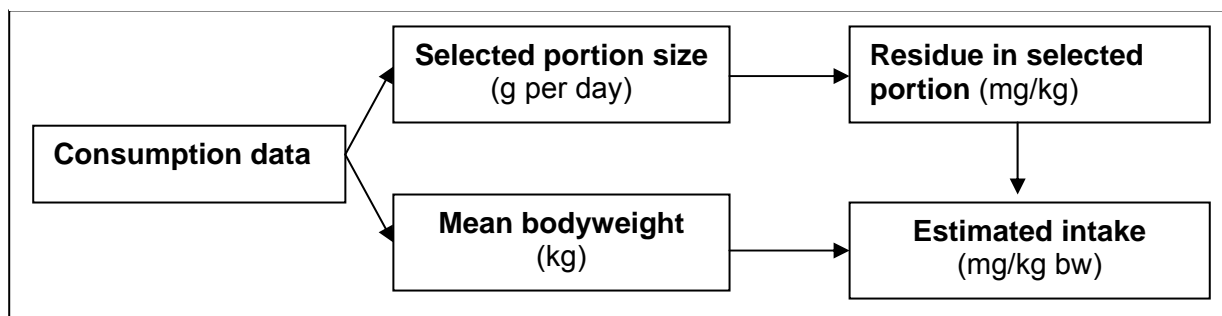 Consumption data
Selected portion size
(g per day)
Residue in selected
portion (mg/kg)
Mean bodyweight
(kg)
Estimated intake
(mg/kg bw)